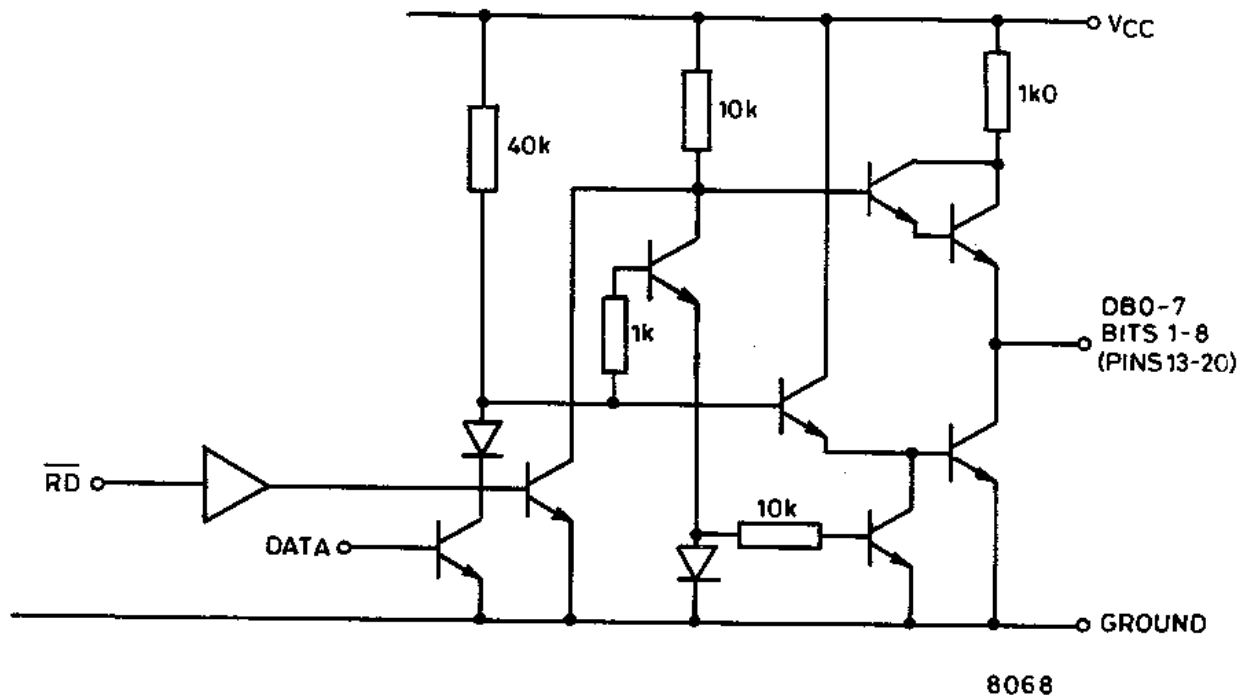 VCC
10k
1k0
40k
1k
DB0-7
BITS 1-8
(PINS 13-20)
RD
10k
DATA
GROUND
8068